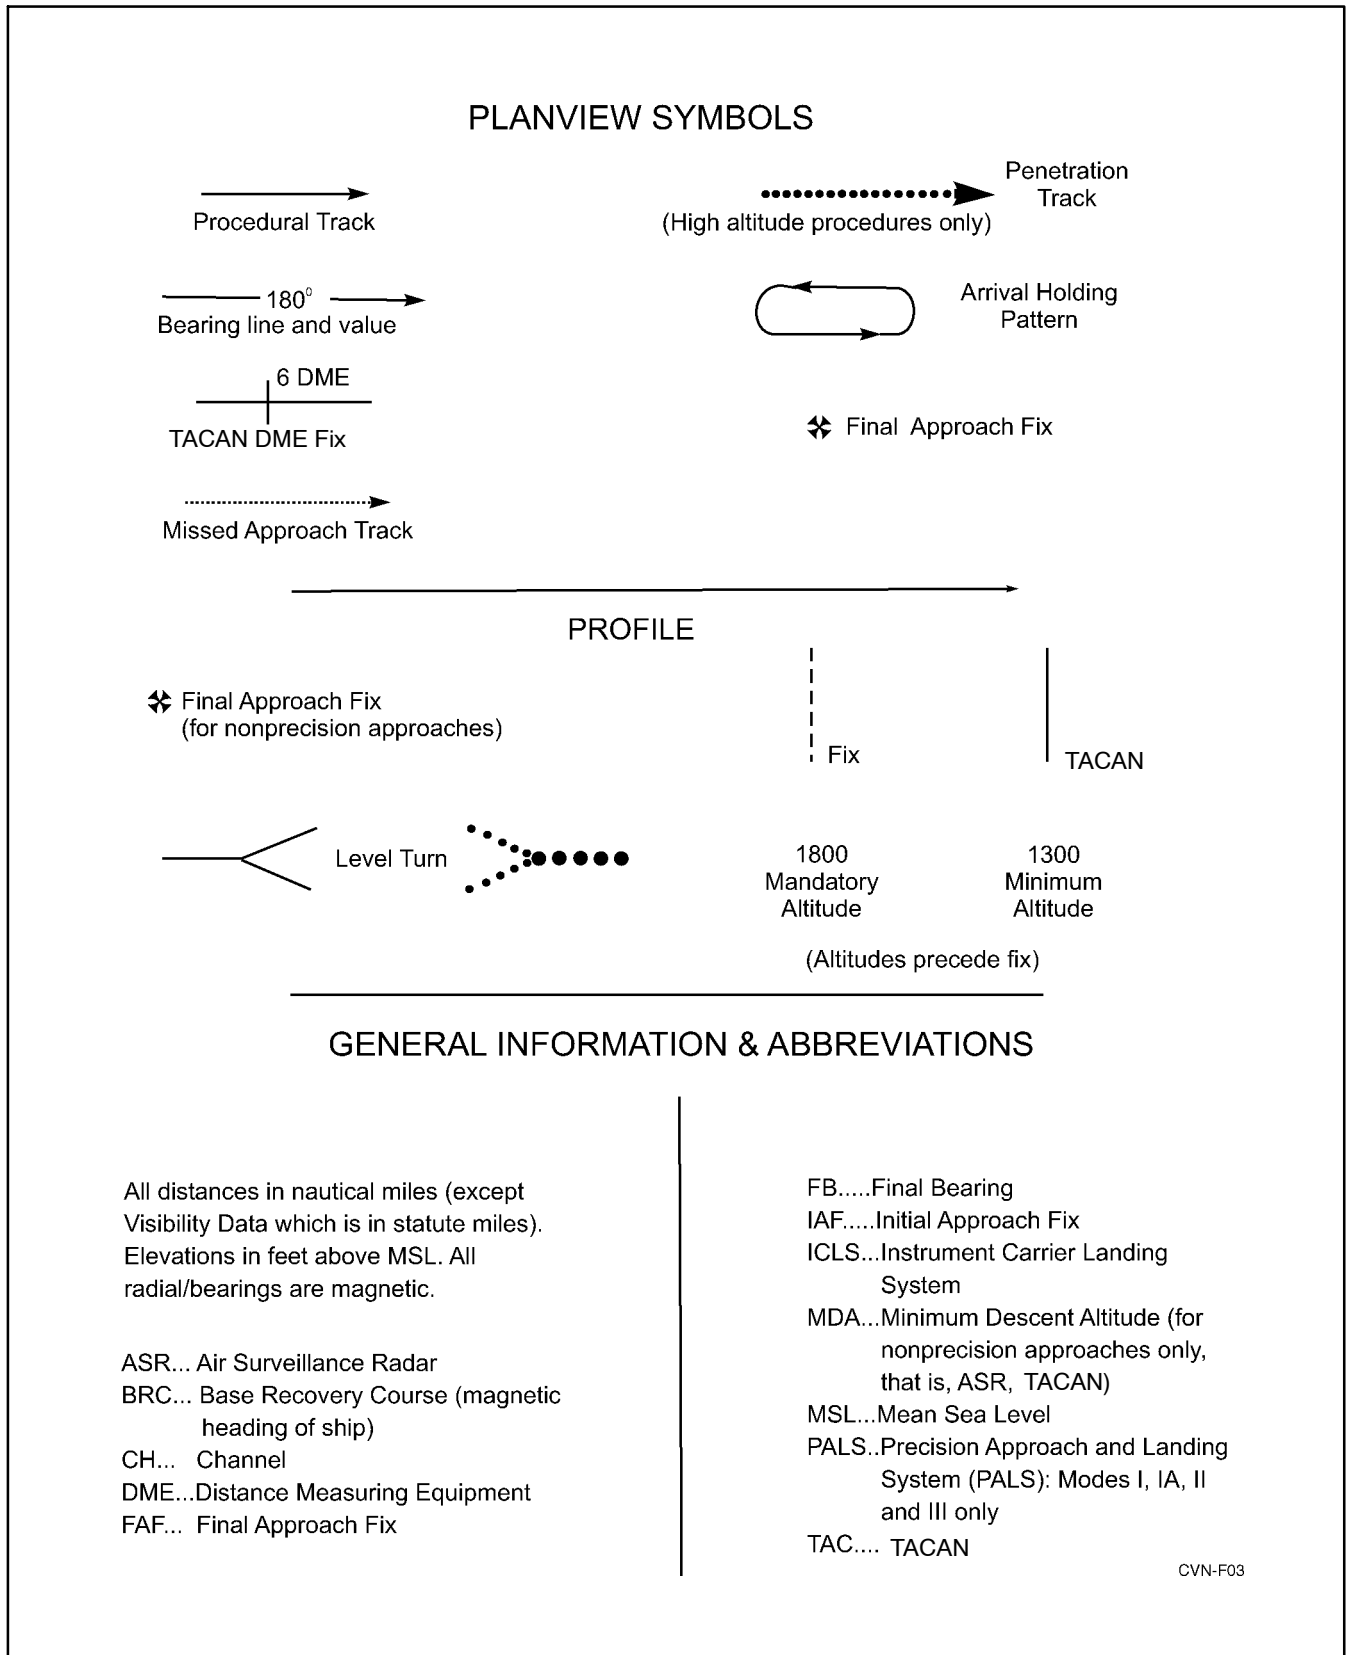 PLANVIEW SYMBOLS
Procedural Track
Penetration
Track
(High altitude procedures only)
180⁰
Bearing line and value
Arrival Holding
Pattern
6 DME
TACAN DME Fix
Final Approach Fix
Missed Approach Track
PROFILE
Final Approach Fix
(for nonprecision approaches)
Fix
TACAN
Level Turn
1800
Mandatory
Altitude
1300
Minimum
Altitude
(Altitudes precede fix)
GENERAL INFORMATION & ABBREVIATIONS
All distances in nautical miles (except
Visibility Data which is in statute miles).
Elevations in feet above MSL. All
radial/bearings are magnetic.
ASR... Air Surveillance Radar
BRC... Base Recovery Course (magnetic
heading of ship)
CH... Channel
DME...Distance Measuring Equipment
FAF... Final Approach Fix
FB.....Final Bearing
IAF.....Initial Approach Fix
ICLS...Instrument Carrier Landing
System
MDA...Minimum Descent Altitude (for
nonprecision approaches only,
that is, ASR, TACAN)
MSL...Mean Sea Level
PALS..Precision Approach and Landing
System (PALS): Modes I, IA, II
and III only
TAC.... TACAN
CVN-F03